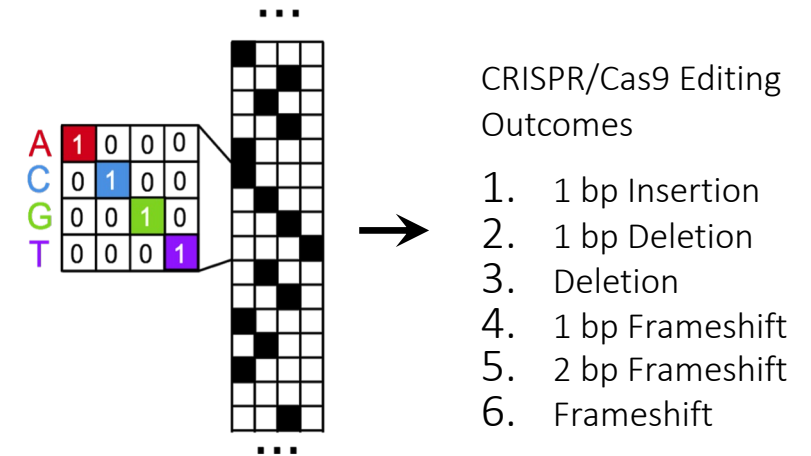 ...
A 1 0 0 0
C 0 1 0 0
G 0 0 1 0
T 0 0 0 1
...
CRISPR/Cas9 Editing
Outcomes
1. 1 bp Insertion
2. 1 bp Deletion
3. Deletion
4. 1 bp Frameshift
5. 2 bp Frameshift
6. Frameshift